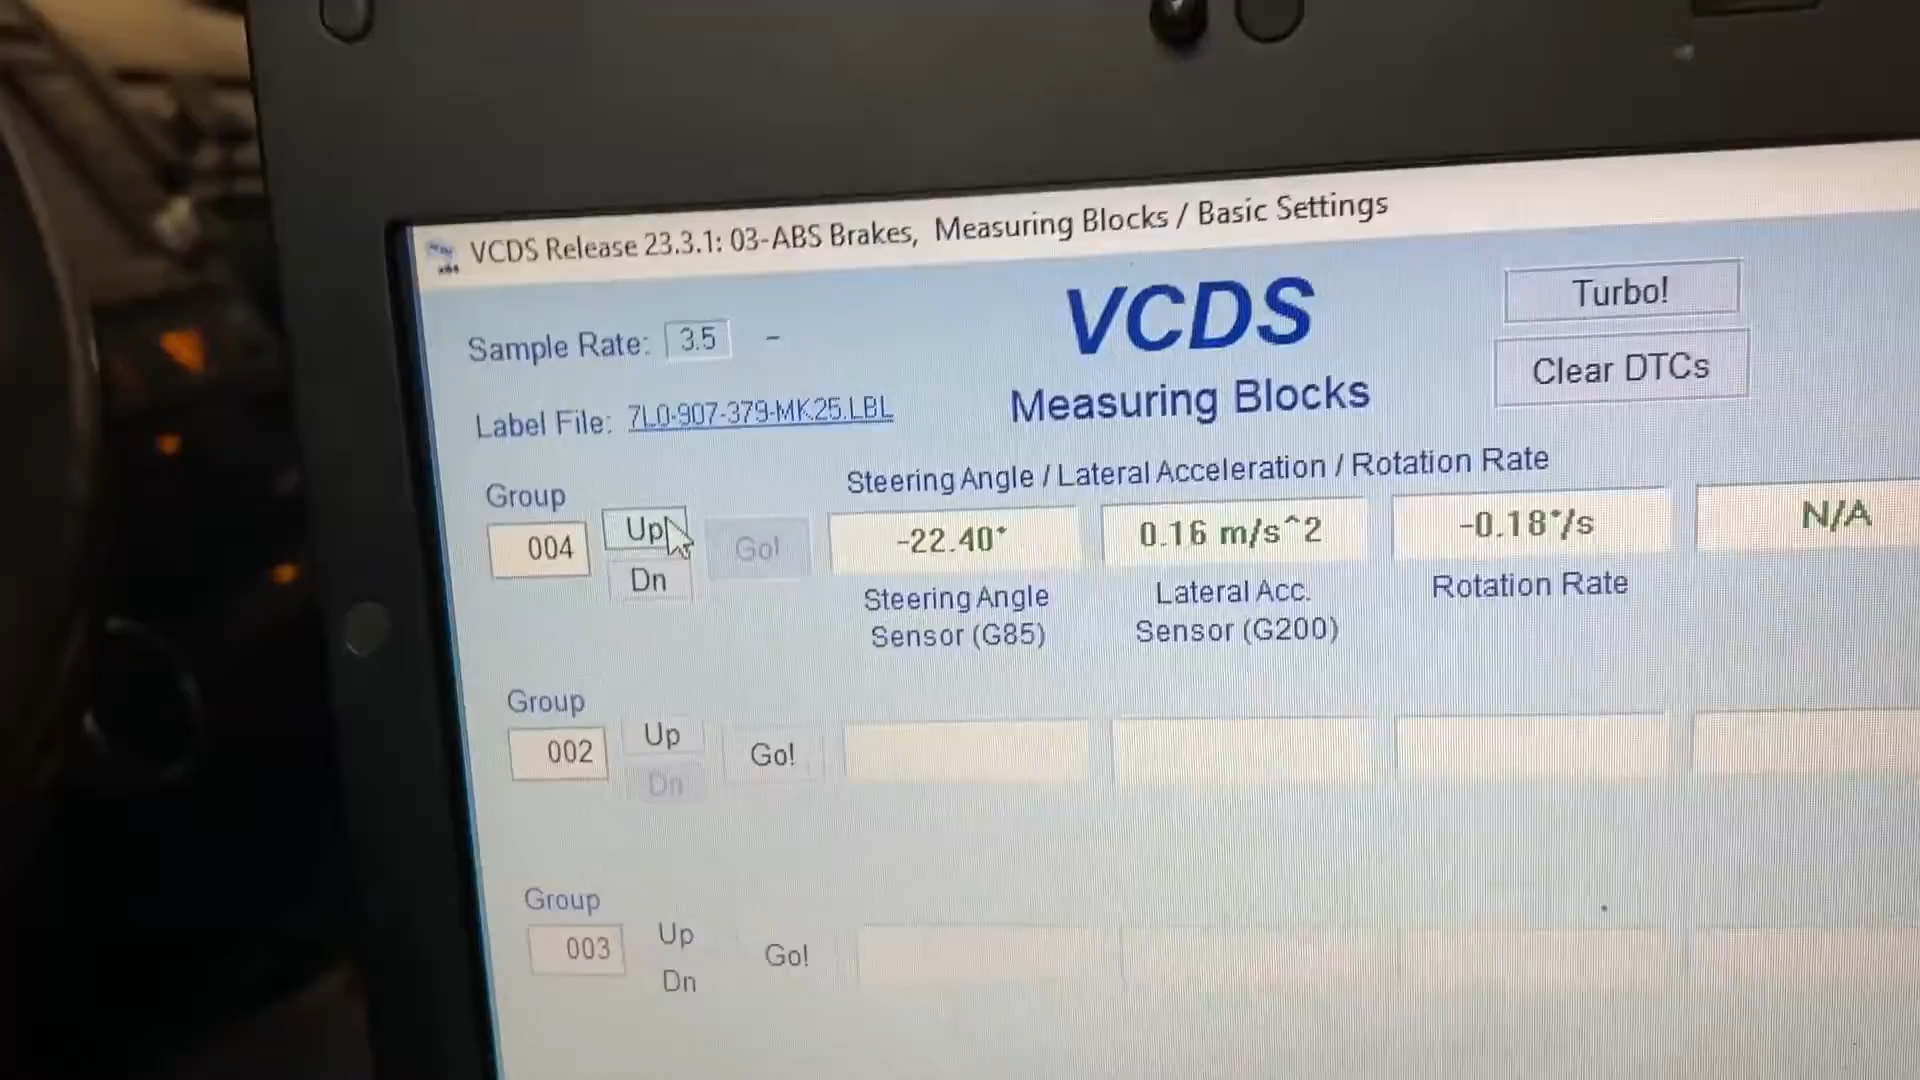 VCDS Release 23.3.1: 03-ABS Brakes, Measuring Blocks / Basic Settings
VCDS
Measuring Blocks
Turbo!
Clear DTCs
Sample Rate: 3.5 -
Label File: 7L0-907-379-MK25.LBL
Steering Angle / Lateral Acceleration / Rotation Rate
Group
004
Up
Dn
Go!
-22.40°
0.16 m/s^2
-0.18°/s
N/A
Steering Angle
Sensor (G85)
Lateral Acc.
Sensor (G200)
Rotation Rate
Group
002
Up
Dn
Go!
Group
003
Up
Dn
Go!